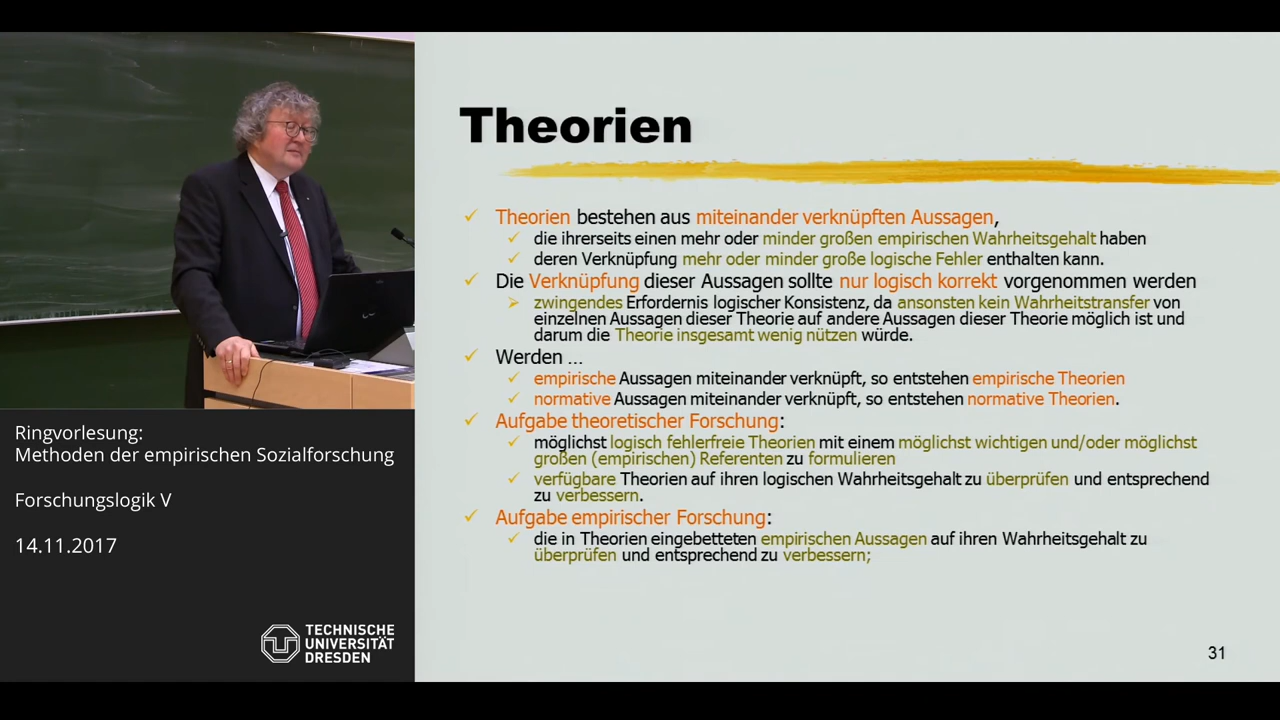 Theorien
Theorien bestehen aus miteinander verknüpften Aussagen,
die ihrerseits einen mehr oder minder großen empirischen Wahrheitsgehalt haben
deren Verknüpfung mehr oder minder große logische Fehler enthalten kann.
Die Verknüpfung dieser Aussagen sollte nur logisch korrekt vorgenommen werden
zwingendes Erfordernis logischer Konsistenz, da ansonsten kein Wahrheitstransfer von
einzelnen Aussagen dieser Theorie auf andere Aussagen dieser Theorie möglich ist und
darum die Theorie insgesamt wenig nützen würde.
Werden ...
empirische Aussagen miteinander verknüpft, so entstehen empirische Theorien
normative Aussagen miteinander verknüpft, so entstehen normative Theorien.
Aufgabe theoretischer Forschung:
möglichst logisch fehlerfreie Theorien mit einem möglichst wichtigen und/oder möglichst
großen (empirischen) Referenten zu formulieren
verfügbare Theorien auf ihren logischen Wahrheitsgehalt zu überprüfen und entsprechend
zu verbessern.
Aufgabe empirischer Forschung:
die in Theorien eingebetteten empirischen Aussagen auf ihren Wahrheitsgehalt zu
überprüfen und entsprechend zu verbessern;
31
Ringvorlesung:
Methoden der empirischen Sozialforschung
Forschungslogik V
14.11.2017
TECHNISCHE
UNIVERSITÄT
DRESDEN